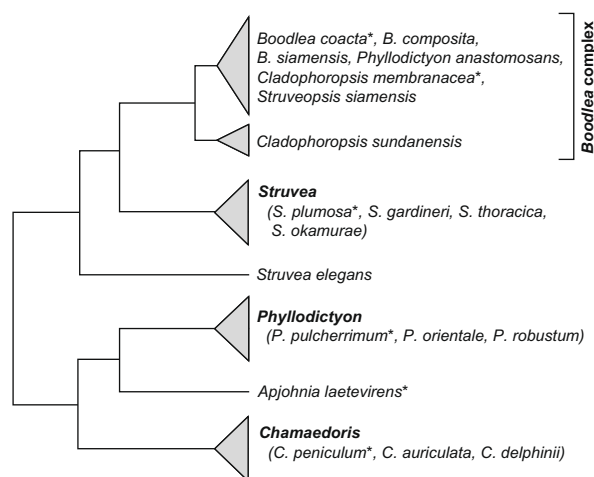 Boodlea coacta*, B. composita,
B. siamensis, Phyllodictyon anastomosans,
Cladophoropsis membranacea*,
Struveopsis siamensis
Boodlea complex
Cladophoropsis sundanensis
Struvea
(S. plumosa*, S. gardineri, S. thoracica,
S. okamurae)
Struvea elegans
Phyllodictyon
(P. pulcherrimum*, P. orientale, P. robustum)
Apjohnia laetevirens*
Chamaedoris
(C. peniculum*, C. auriculata, C. delphinii)